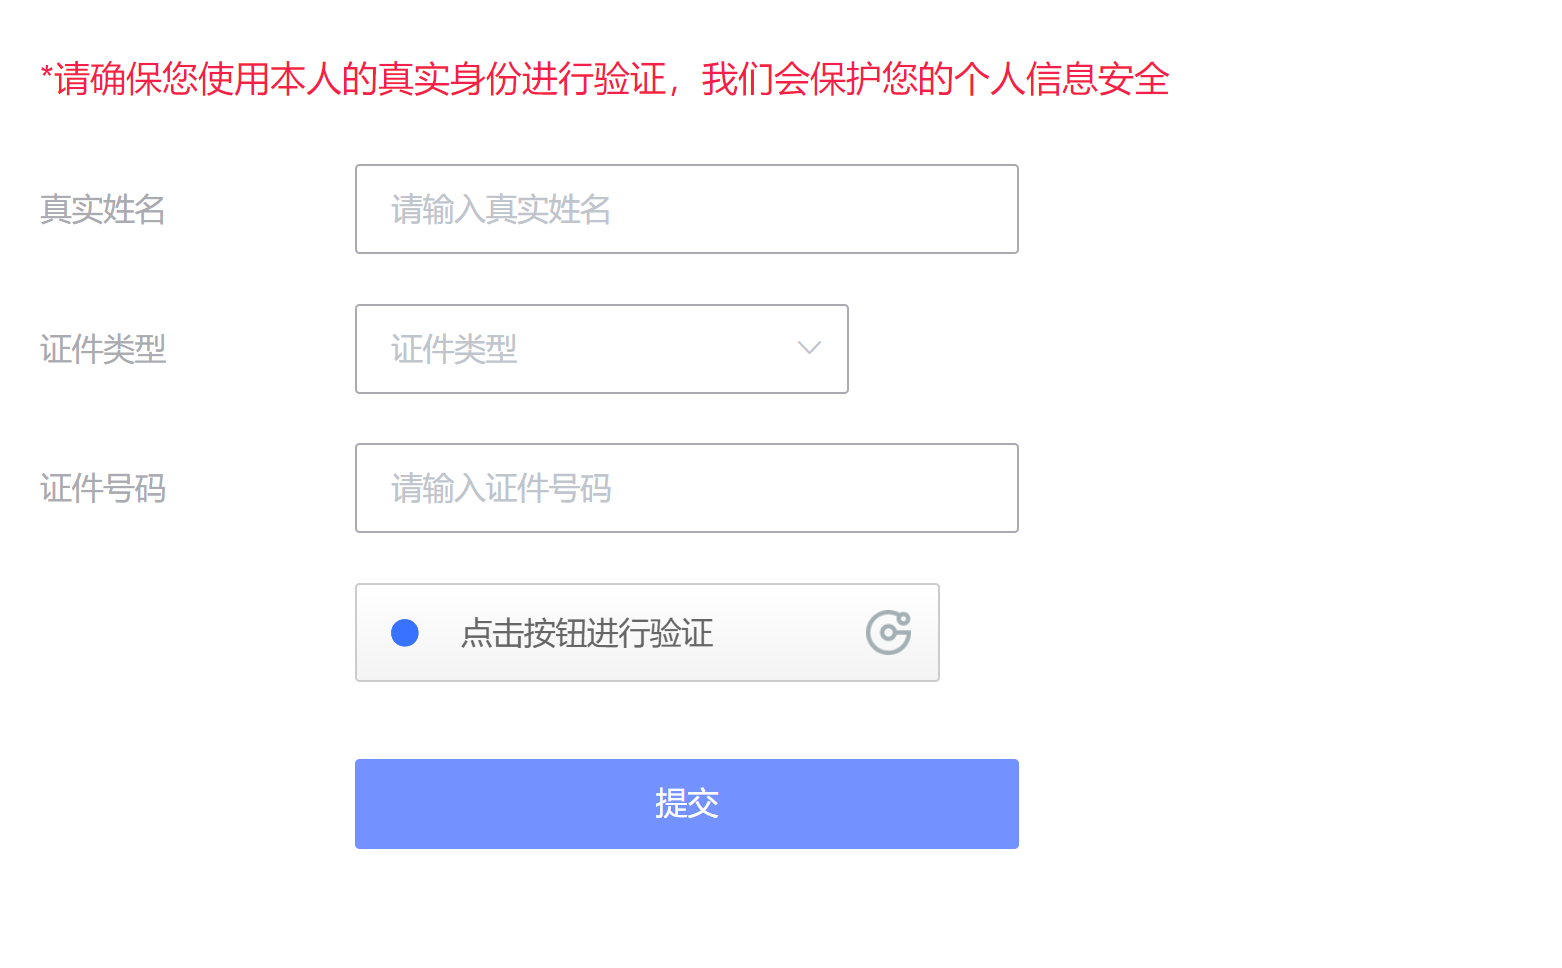 *请确保您使用本人的真实身份进行验证，我们会保护您的个人信息安全
真实姓名 请输入真实姓名
证件类型 证件类型
证件号码 请输入证件号码
点击按钮进行验证
提交